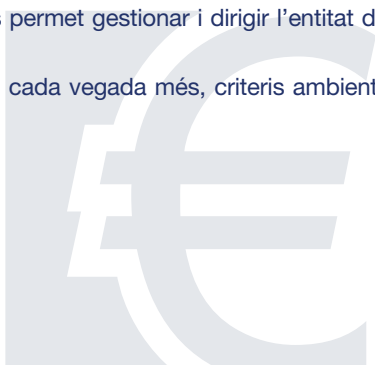 permet gestionar i dirigir l’entitat d
cada vegada més, criteris ambient